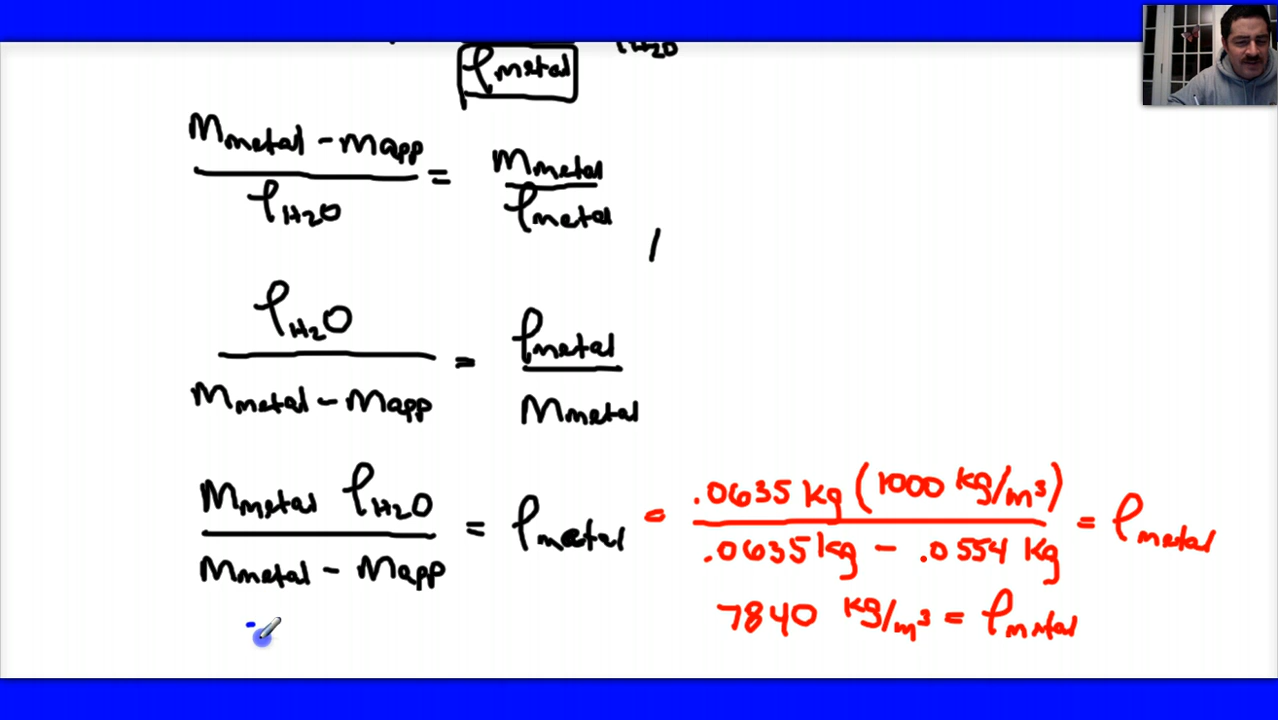 ρmetal ρH₂O
Mmetal - Mapp / ρH₂O = Mmetal / ρmetal
ρH₂O / Mmetal - Mapp = ρmetal / Mmetal
Mmetal ρH₂O / Mmetal - Mapp = ρmetal = .0635 kg (1000 kg/m³) / .0635 kg - .0554 kg = ρmetal
7840 kg/m³ = ρmetal